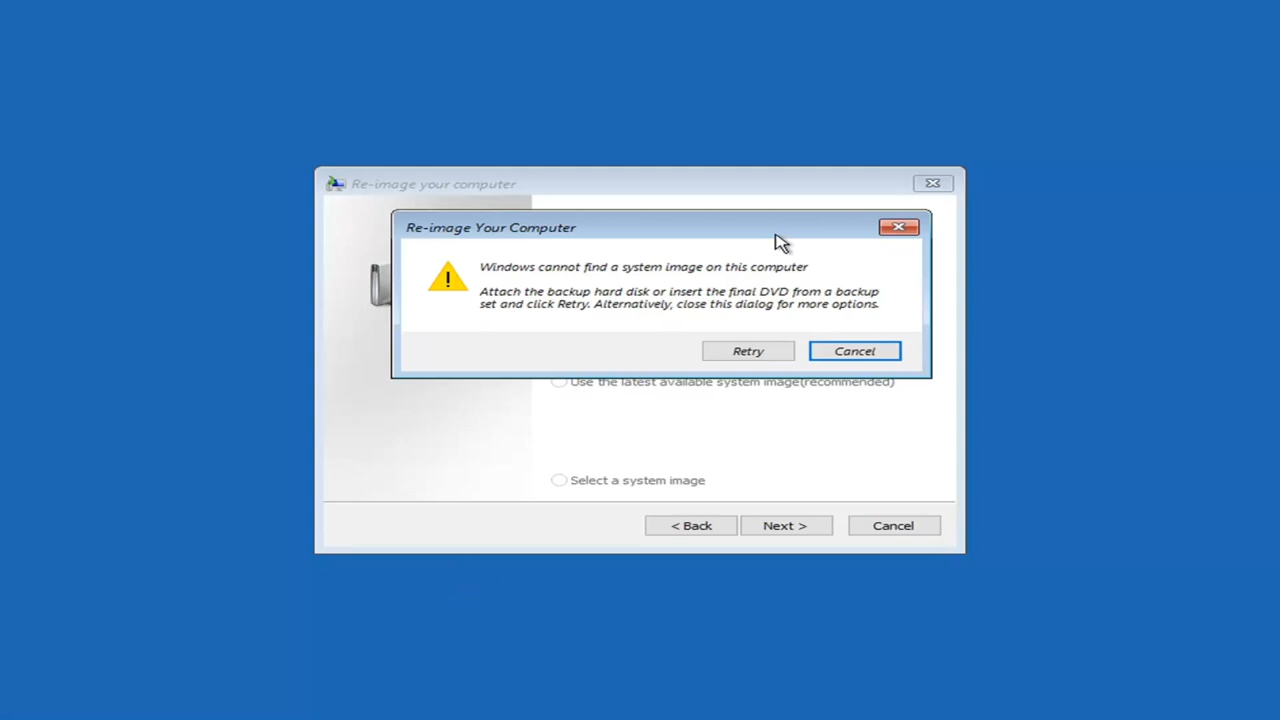 Re-image your computer
Re-image Your Computer
Windows cannot find a system image on this computer
Attach the backup hard disk or insert the final DVD from a backup
set and click Retry. Alternatively, close this dialog for more options.
Retry
Cancel
Use the latest available system image(recommended)
Select a system image
< Back
Next >
Cancel